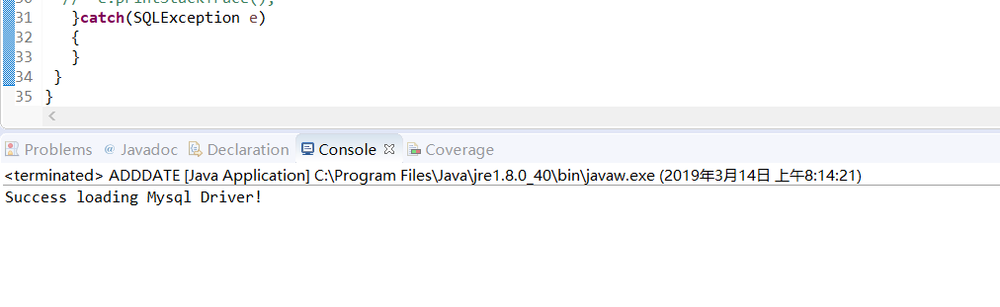 30 // e.printStackTrace();
31 }catch(SQLException e)
32 {
33 }
34 }
35 }
Problems @ Javadoc Declaration Console Coverage
<terminated> ADDDATE [Java Application] C:\Program Files\Java\jre1.8.0_40\bin\javaw.exe (2019年3月14日 上午8:14:21)
Success loading Mysql Driver!